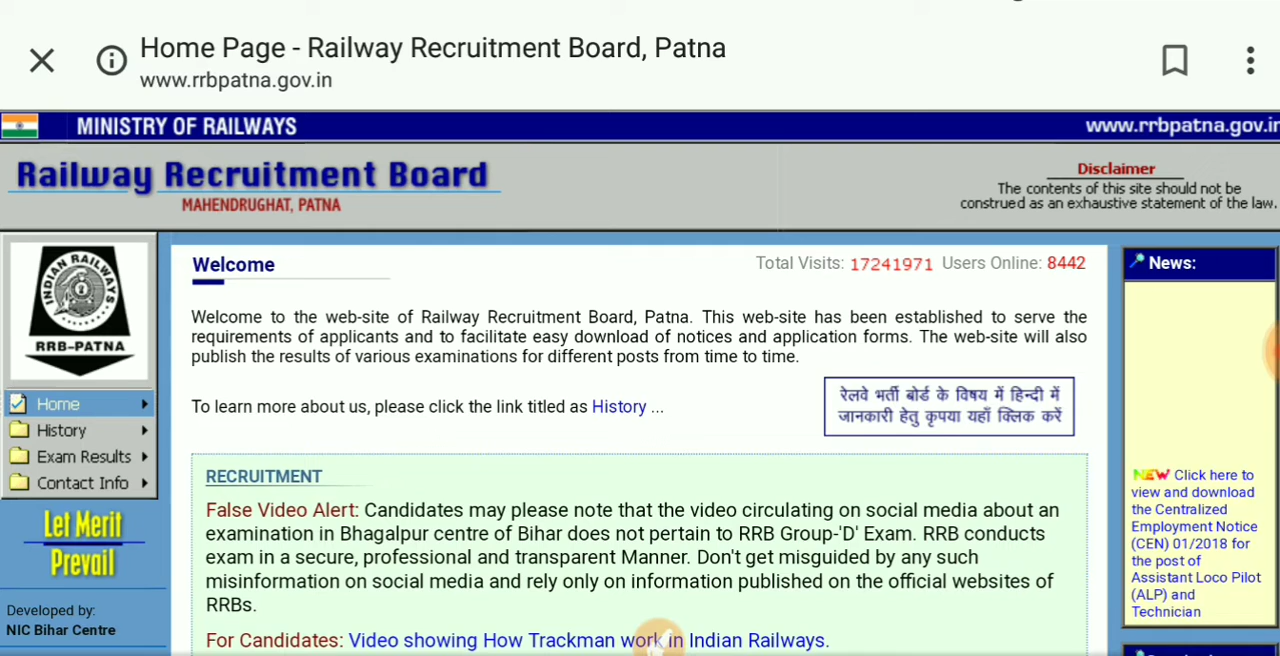 Home Page - Railway Recruitment Board, Patna
www.rrbpatna.gov.in
MINISTRY OF RAILWAYS
www.rrbpatna.gov.in
Railway Recruitment Board
MAHENDRUGHAT, PATNA
Disclaimer
The contents of this site should not be
construed as an exhaustive statement of the law.
INDIAN RAILWAYS
RRB-PATNA
Home
History
Exam Results
Contact Info
Let Merit
Prevail
Developed by:
NIC Bihar Centre
Welcome
Total Visits: 17241971 Users Online: 8442
Welcome to the web-site of Railway Recruitment Board, Patna. This web-site has been established to serve the
requirements of applicants and to facilitate easy download of notices and application forms. The web-site will also
publish the results of various examinations for different posts from time to time.
To learn more about us, please click the link titled as History ...
रेलवे भर्ती बोर्ड के विषय में हिन्दी में
जानकारी हेतु कृपया यहाँ क्लिक करें
RECRUITMENT
False Video Alert: Candidates may please note that the video circulating on social media about an
examination in Bhagalpur centre of Bihar does not pertain to RRB Group-'D' Exam. RRB conducts
exam in a secure, professional and transparent Manner. Don't get misguided by any such
misinformation on social media and rely only on information published on the official websites of
RRBs.
For Candidates: Video showing How Trackman work in Indian Railways.
News:
NEW Click here to
view and download
the Centralized
Employment Notice
(CEN) 01/2018 for
the post of
Assistant Loco Pilot
(ALP) and
Technician